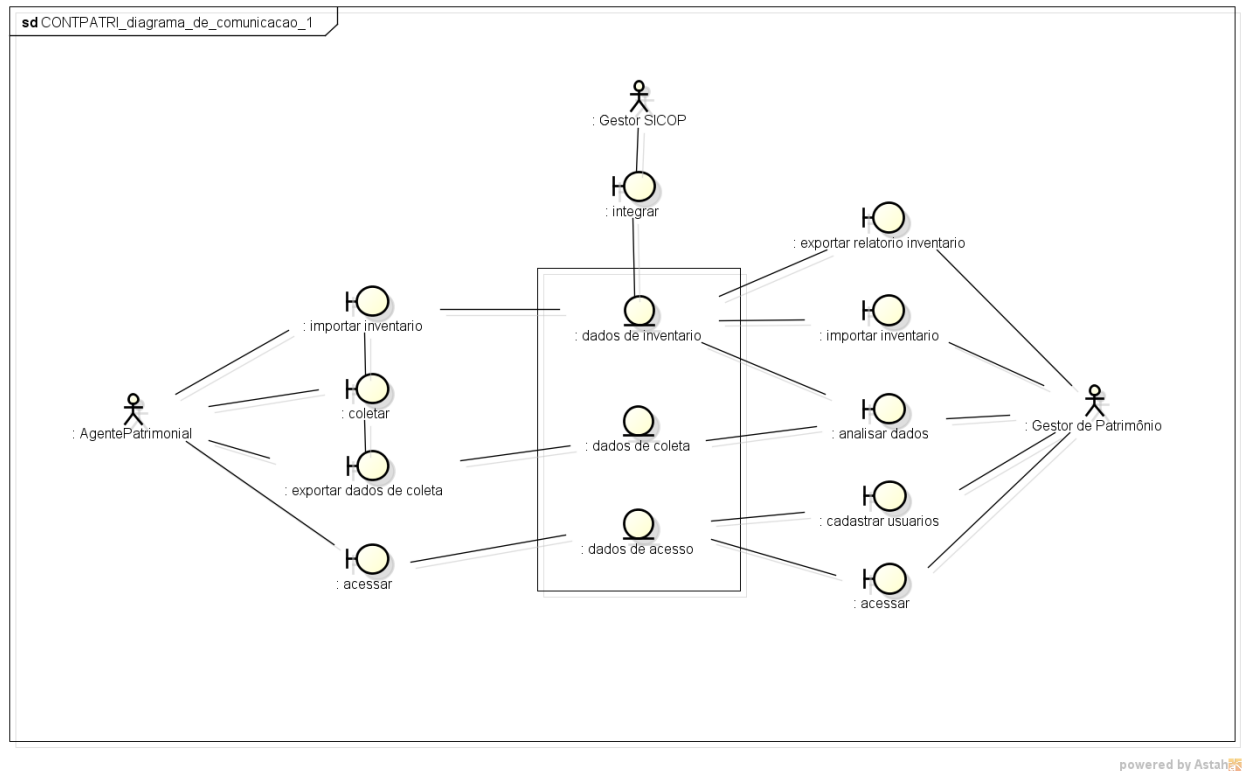 sd CONTPATRI_diagrama_de_comunicacao_1
: Gestor SICOP
: integrar
: exportar relatorio inventario
: importar inventario
: dados de inventario
: importar inventario
: coletar
: AgentePatrimonial
: dados de coleta
: analisar dados
: Gestor de Patrimônio
: exportar dados de coleta
: cadastrar usuarios
: dados de acesso
: acessar
: acessar
powered by Astah